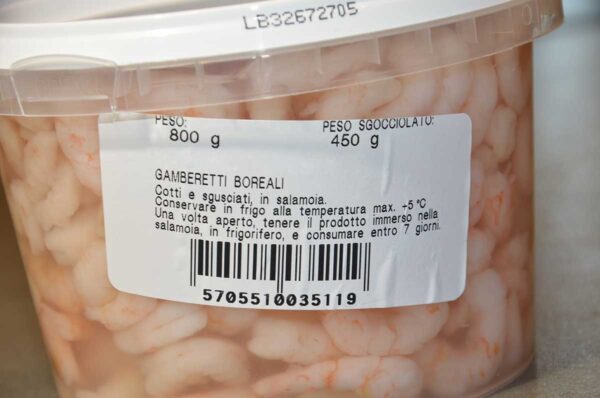 LB32672705
PESO: PESO SGOCCIOLATO:
800 g 450 g
GAMBERETTI BOREALI
Cotti e sgusciati, in salamoia.
Conservare in frigo alla temperatura max. +5 °C
Una volta aperto, tenere il prodotto immerso nella
salamoia, in frigorifero, e consumare entro 7 giorni.
5705510035119